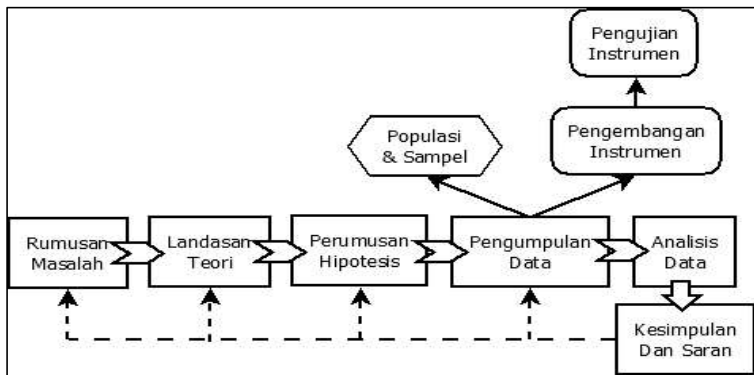 Pengujian
Instrumen
Populasi
& Sampel
Pengembangan
Instrumen
Rumusan
Masalah
Landasan
Teori
Perumusan
Hipotesis
Pengumpulan
Data
Analisis
Data
Kesimpulan
Dan Saran